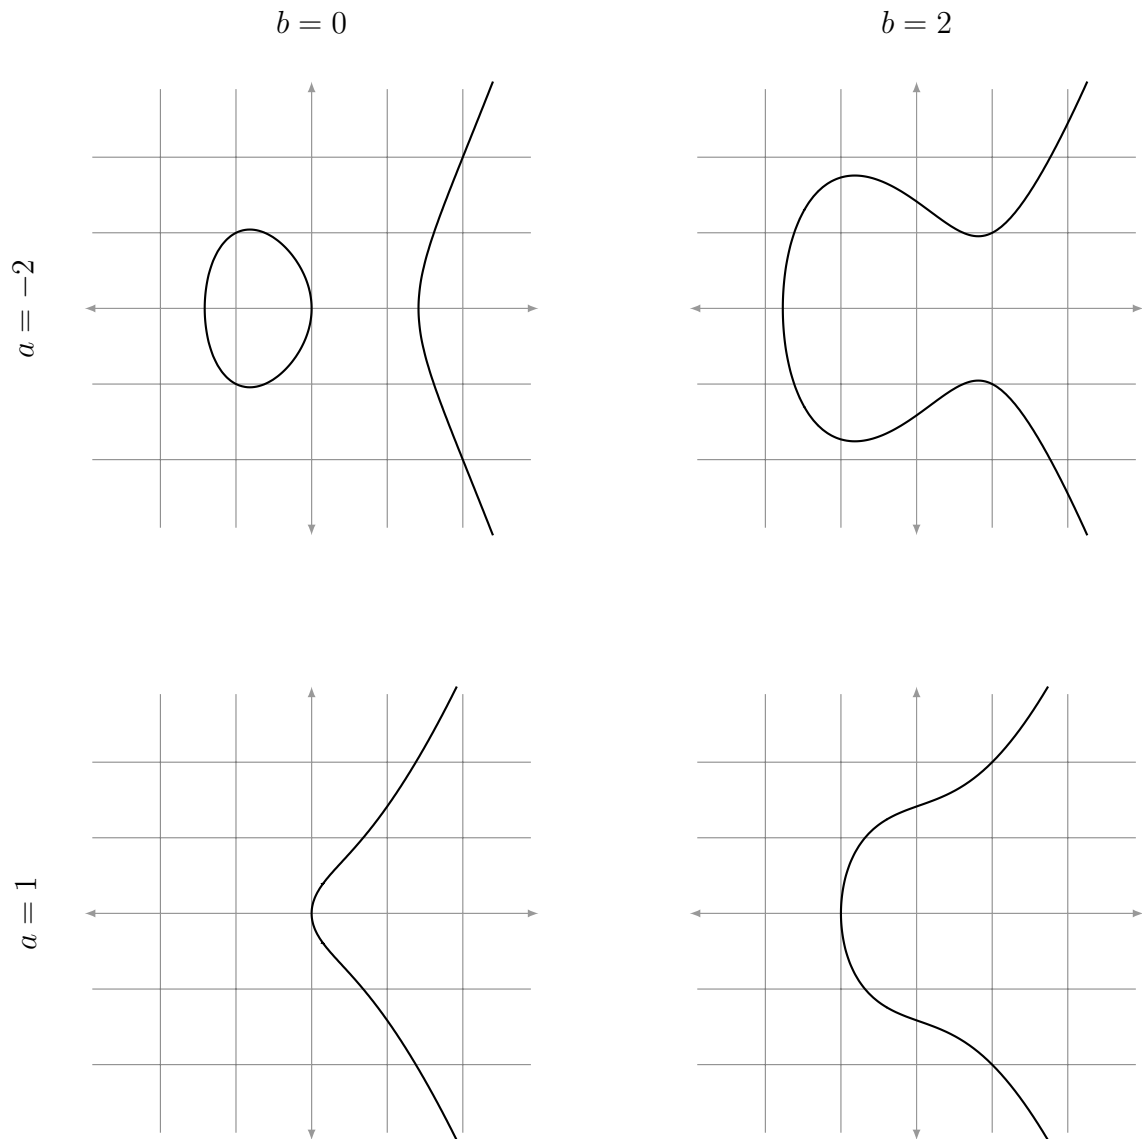 b = 0
b = 2
a = −2
a = 1